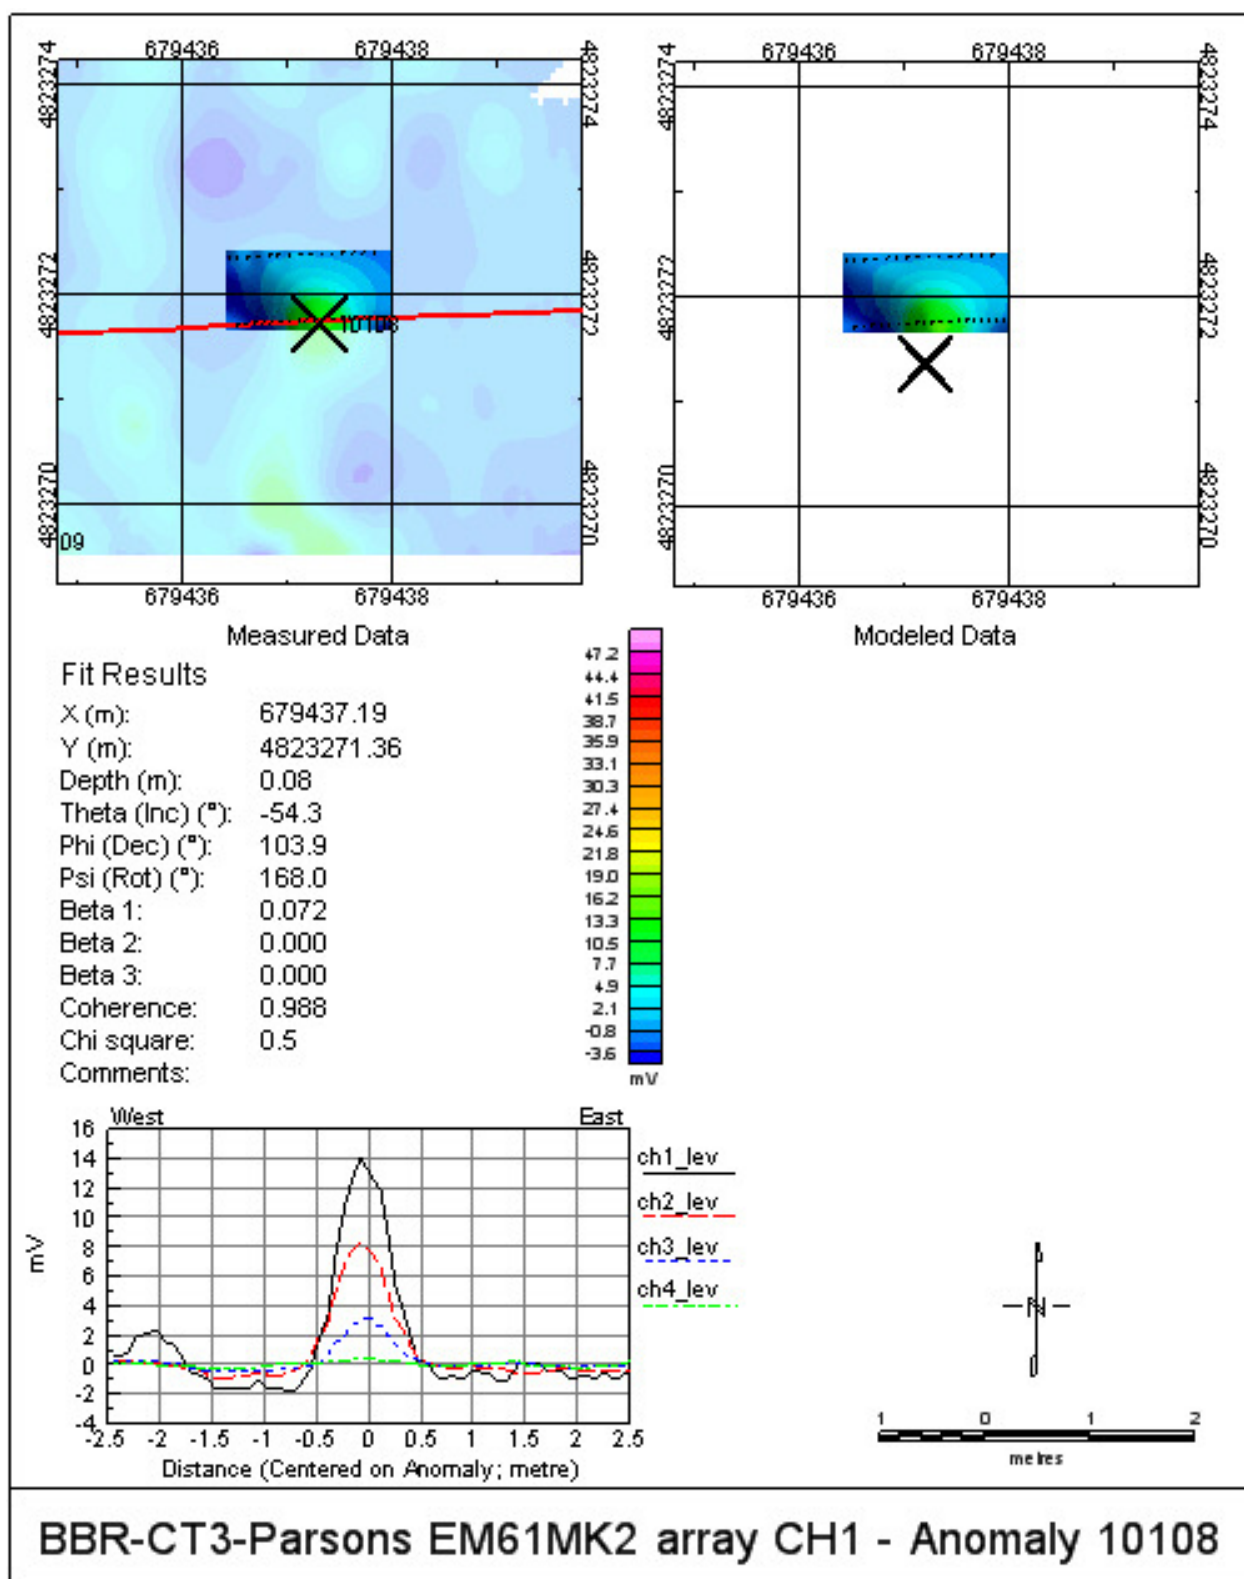 679436 679438
679436 679438
4823274
4823274
4823274
4823274
4823272
4823272
4823272
4823272
10108
4823270
4823270
4823270
4823270
09
679436 679438
679436 679438
Measured Data
Modeled Data
Fit Results
X (m): 679437.19
Y (m): 4823271.36
Depth (m): 0.08
Theta (Inc) (°): -54.3
Phi (Dec) (°): 103.9
Psi (Rot) (°): 168.0
Beta 1: 0.072
Beta 2: 0.000
Beta 3: 0.000
Coherence: 0.988
Chi square: 0.5
Comments:
47.2
44.4
41.5
38.7
35.9
33.1
30.3
27.4
24.6
21.8
19.0
16.2
13.3
10.5
7.7
4.9
2.1
-0.8
-3.6
mV
West East
16
14
12
10
8
6
4
2
0
-2
-4
mV
-2.5 -2 -1.5 -1 -0.5 0 0.5 1 1.5 2 2.5
Distance (Centered on Anomaly; metre)
ch1_lev
ch2_lev
ch3_lev
ch4_lev
N
1 0 1 2
metres
BBR-CT3-Parsons EM61MK2 array CH1 - Anomaly 10108